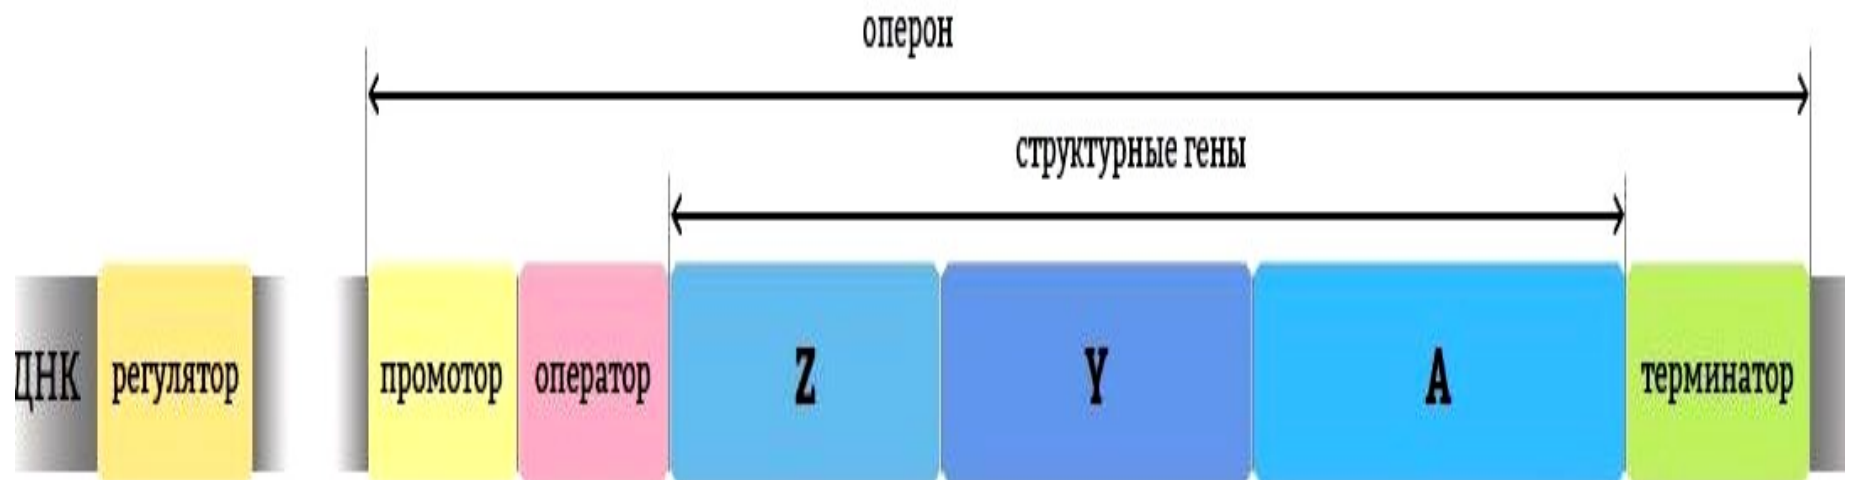 оперон
структурные гены
ДНК регулятор промотор оператор Z Y A терминатор